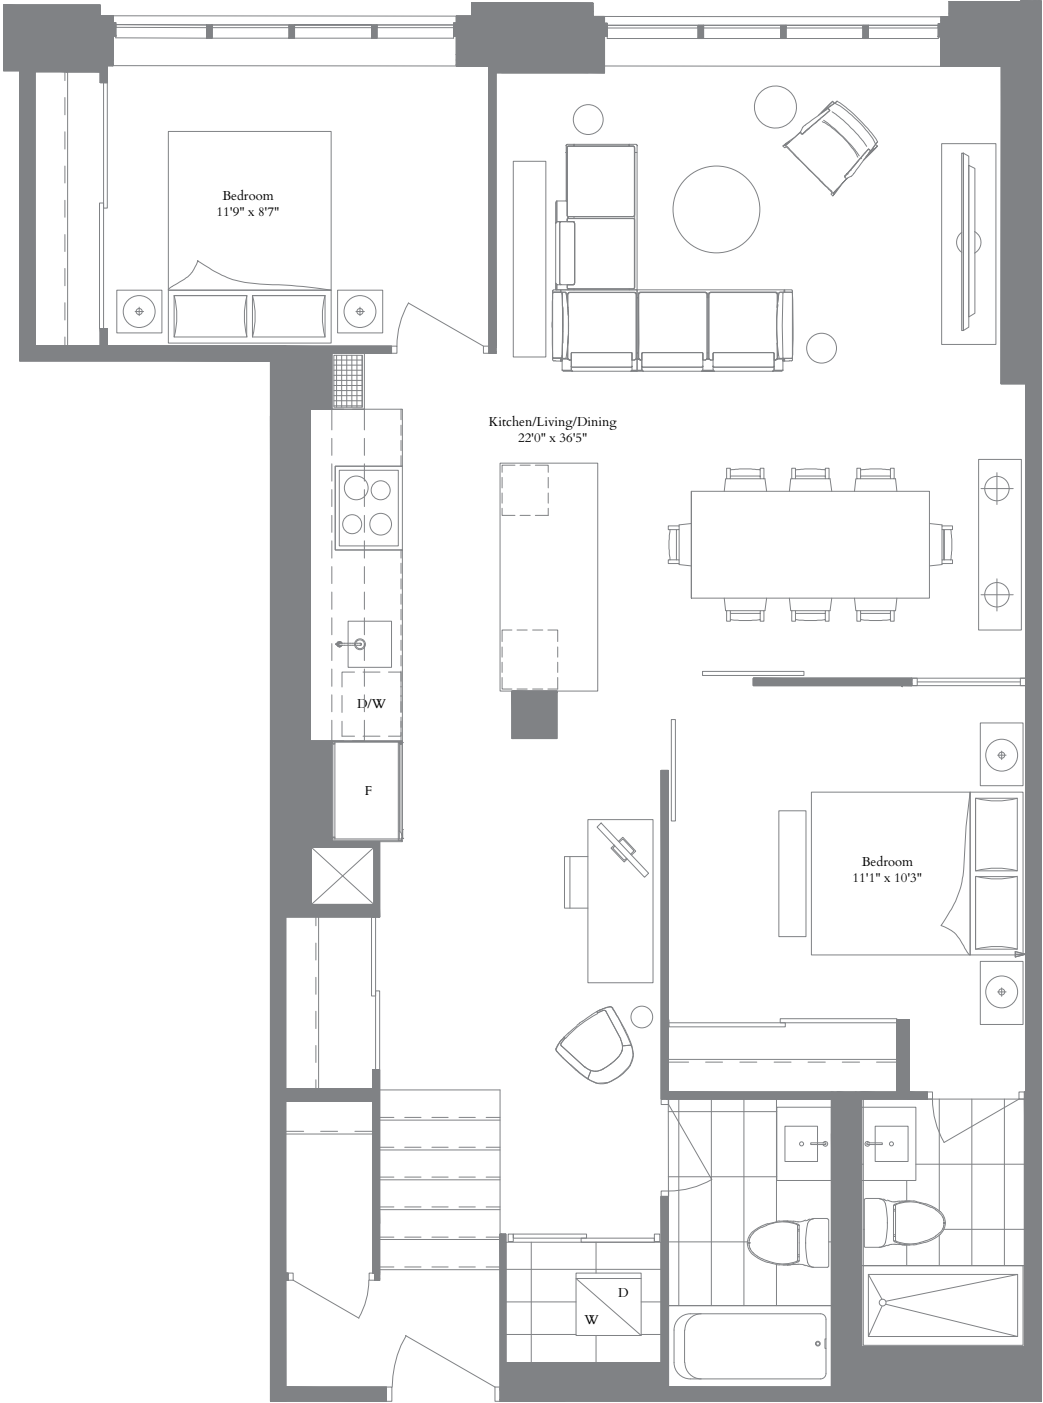 Bedroom
11'9" x 8'7"
Kitchen/Living/Dining
22'0" x 36'5"
D/W
F
Bedroom
11'1" x 10'3"
D
W